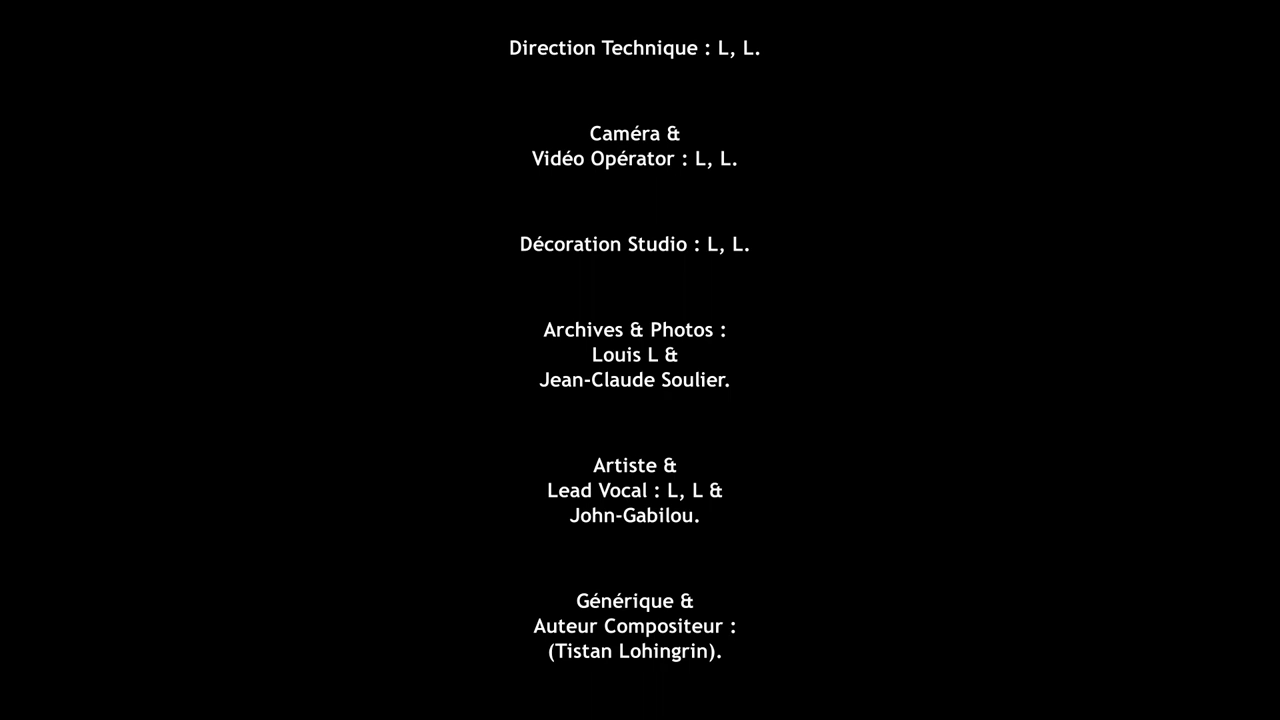 Direction Technique : L, L.
Caméra &
Vidéo Opérator : L, L.
Décoration Studio : L, L.
Archives & Photos :
Louis L &
Jean-Claude Soulier.
Artiste &
Lead Vocal : L, L &
John-Gabilou.
Générique &
Auteur Compositeur :
(Tistan Lohingrin).